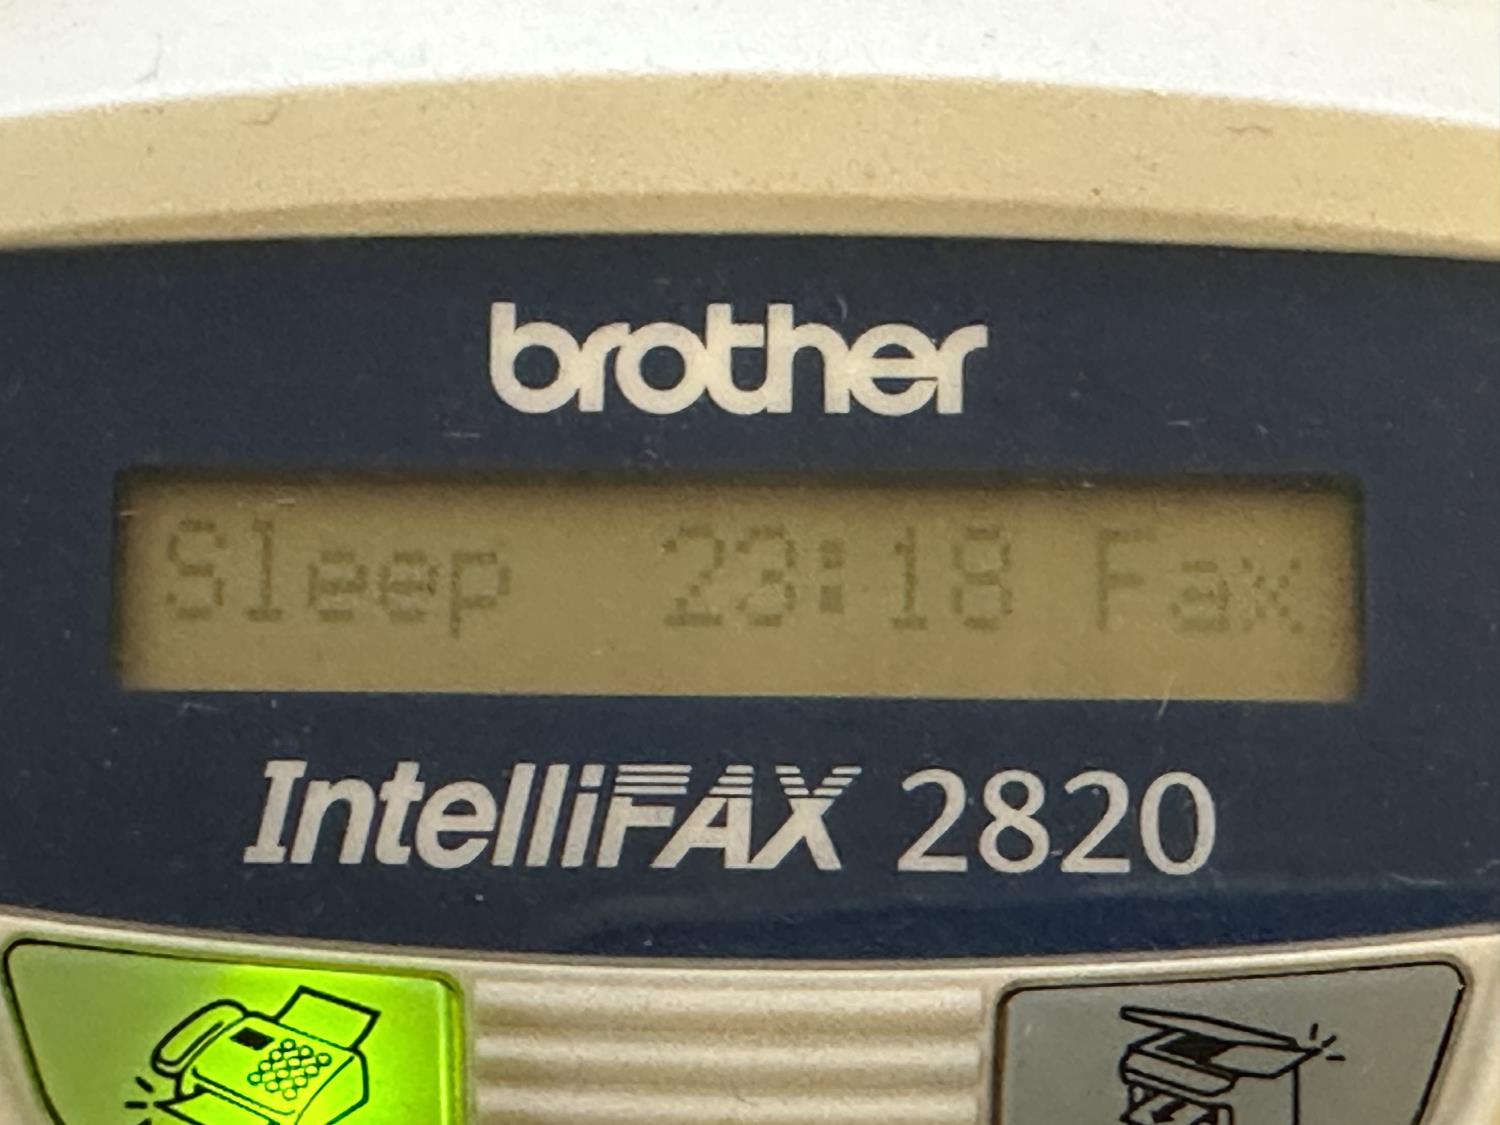 brother
Sleep 23:18 Fax
IntelliFAX 2820